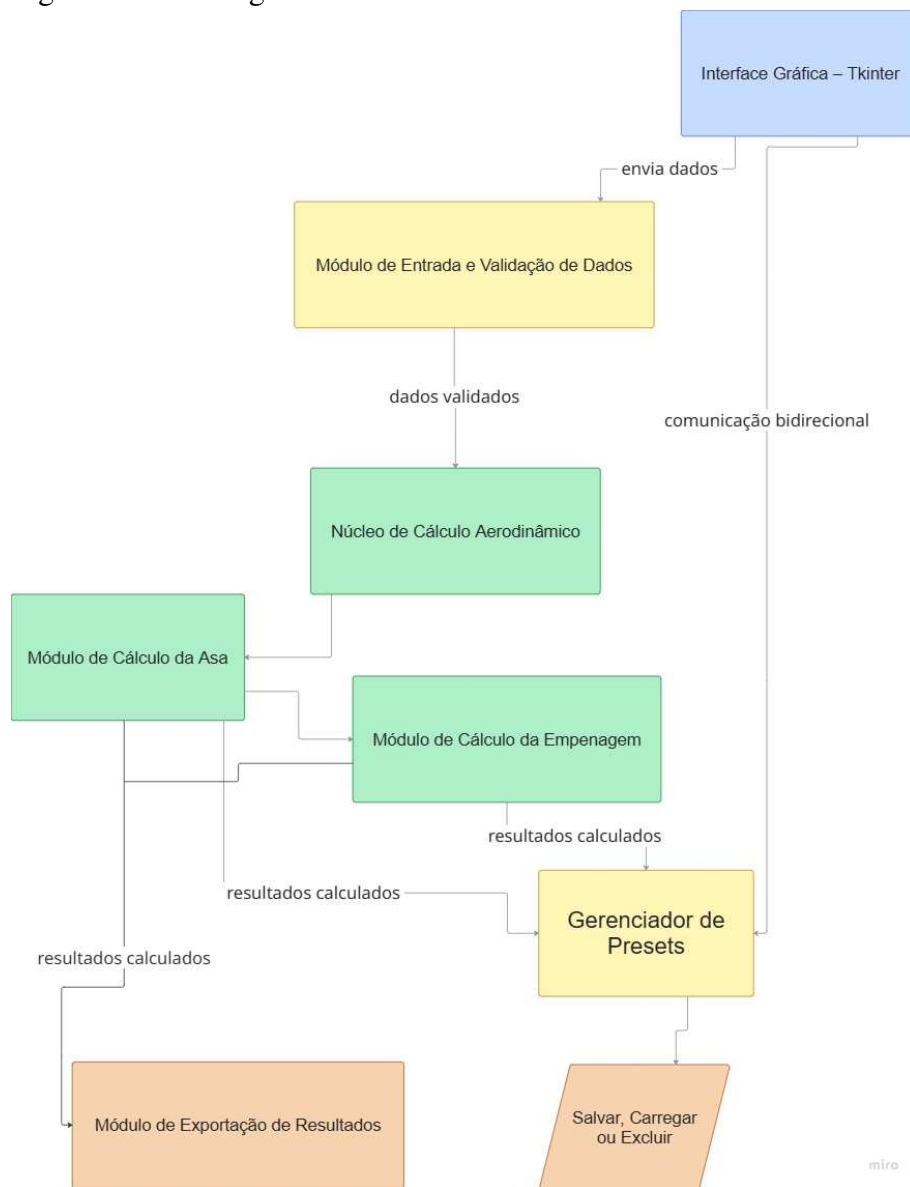 Interface Gráfica – Tkinter
envia dados
Módulo de Entrada e Validação de Dados
dados validados
comunicação bidirecional
Núcleo de Cálculo Aerodinâmico
Módulo de Cálculo da Asa
Módulo de Cálculo da Empenagem
resultados calculados
resultados calculados
Gerenciador de
Presets
resultados calculados
Módulo de Exportação de Resultados
Salvar, Carregar
ou Excluir
miro